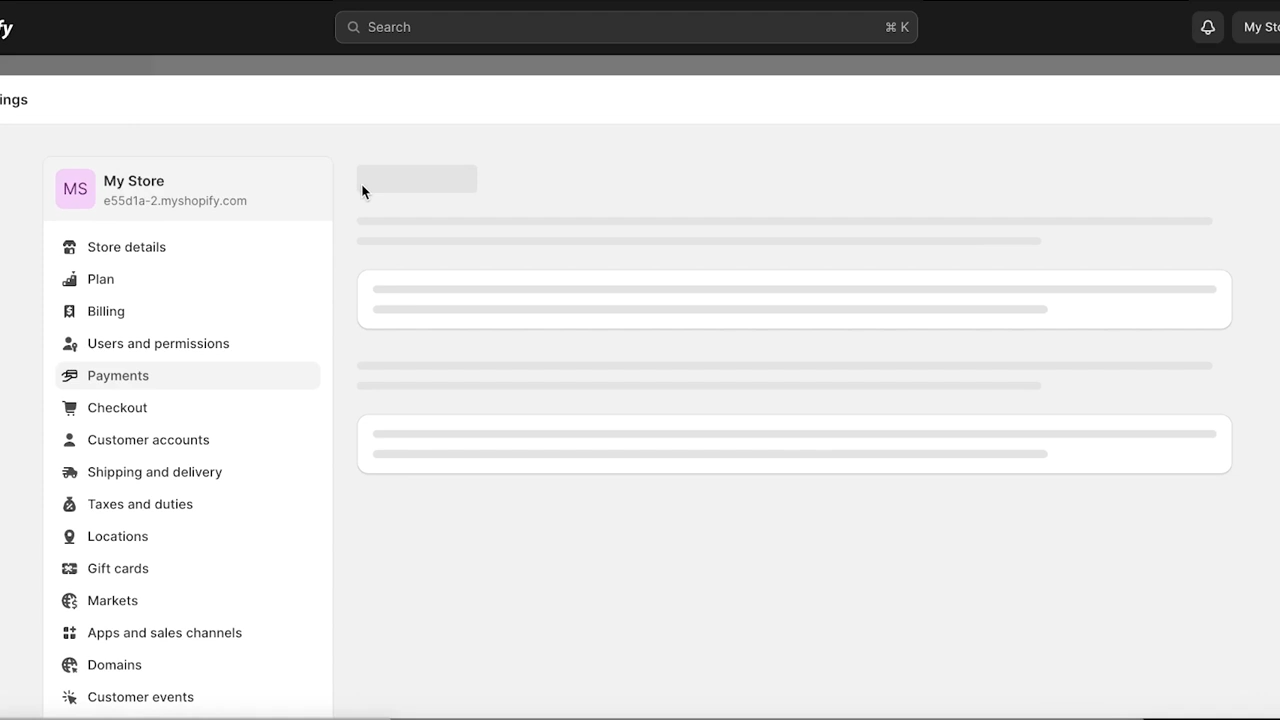 fy
Search
⌘ K
My Sto
ings
MS
My Store
e55d1a-2.myshopify.com
Store details
Plan
Billing
Users and permissions
Payments
Checkout
Customer accounts
Shipping and delivery
Taxes and duties
Locations
Gift cards
Markets
Apps and sales channels
Domains
Customer events